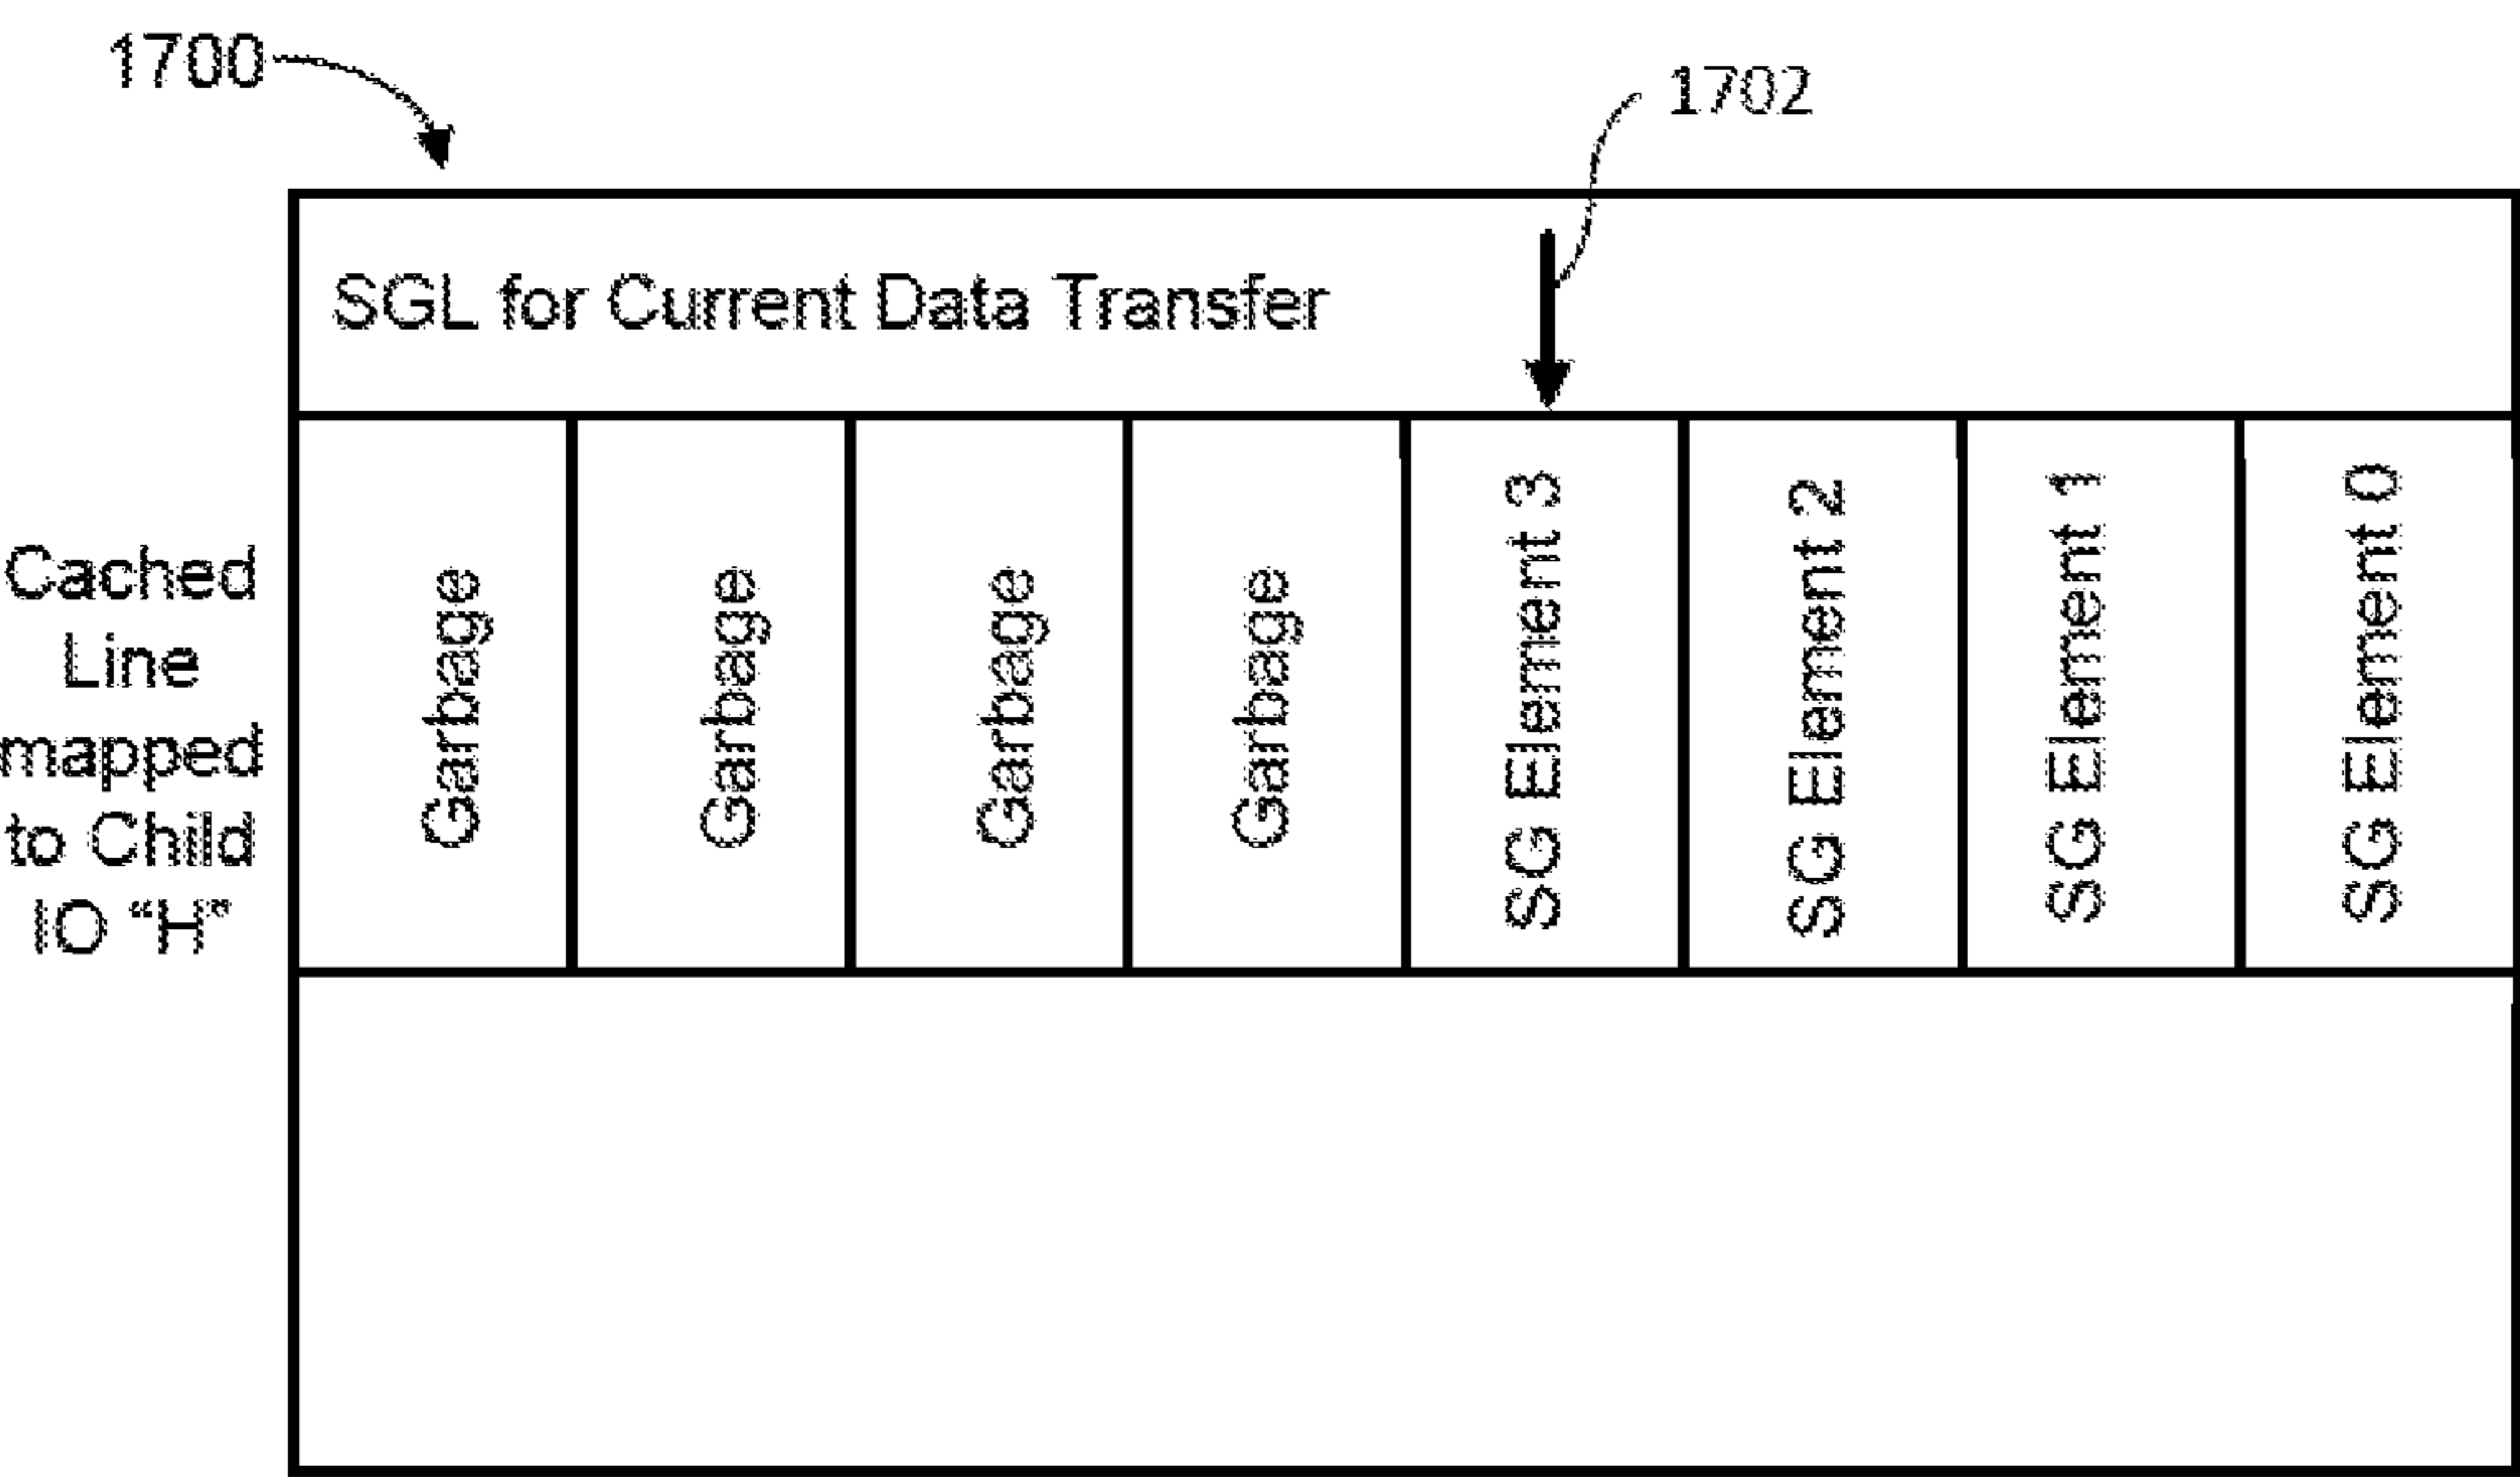 1700
1702
SGL for Current Data Transfer
Cached
Line
mapped
to Child
IO “H”
Garbage
Garbage
Garbage
Garbage
SG Element 3
SG Element 2
SG Element 1
SG Element 0